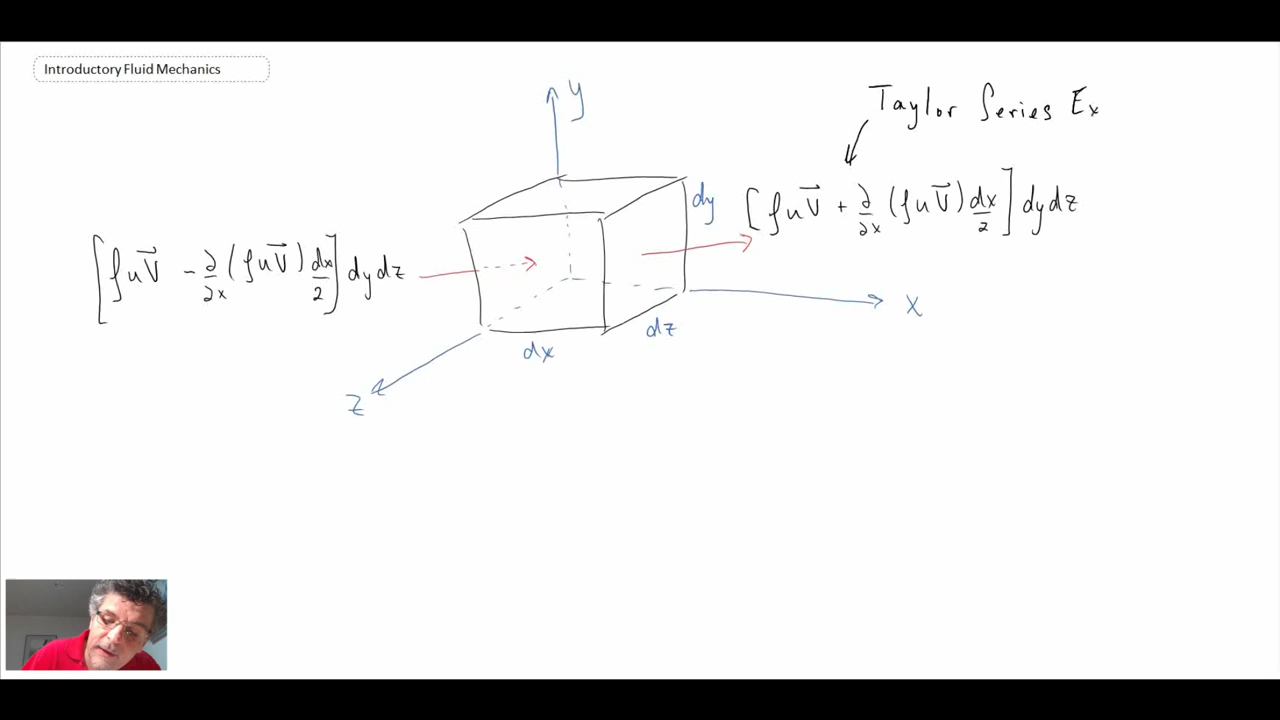 Introductory Fluid Mechanics
y
Taylor Series Ex
[ρuV⃗ + ∂/∂x (ρuV⃗) dx/2] dydz
dy
[ρuV⃗ - ∂/∂x (ρuV⃗) dx/2] dydz
x
dz
dx
z